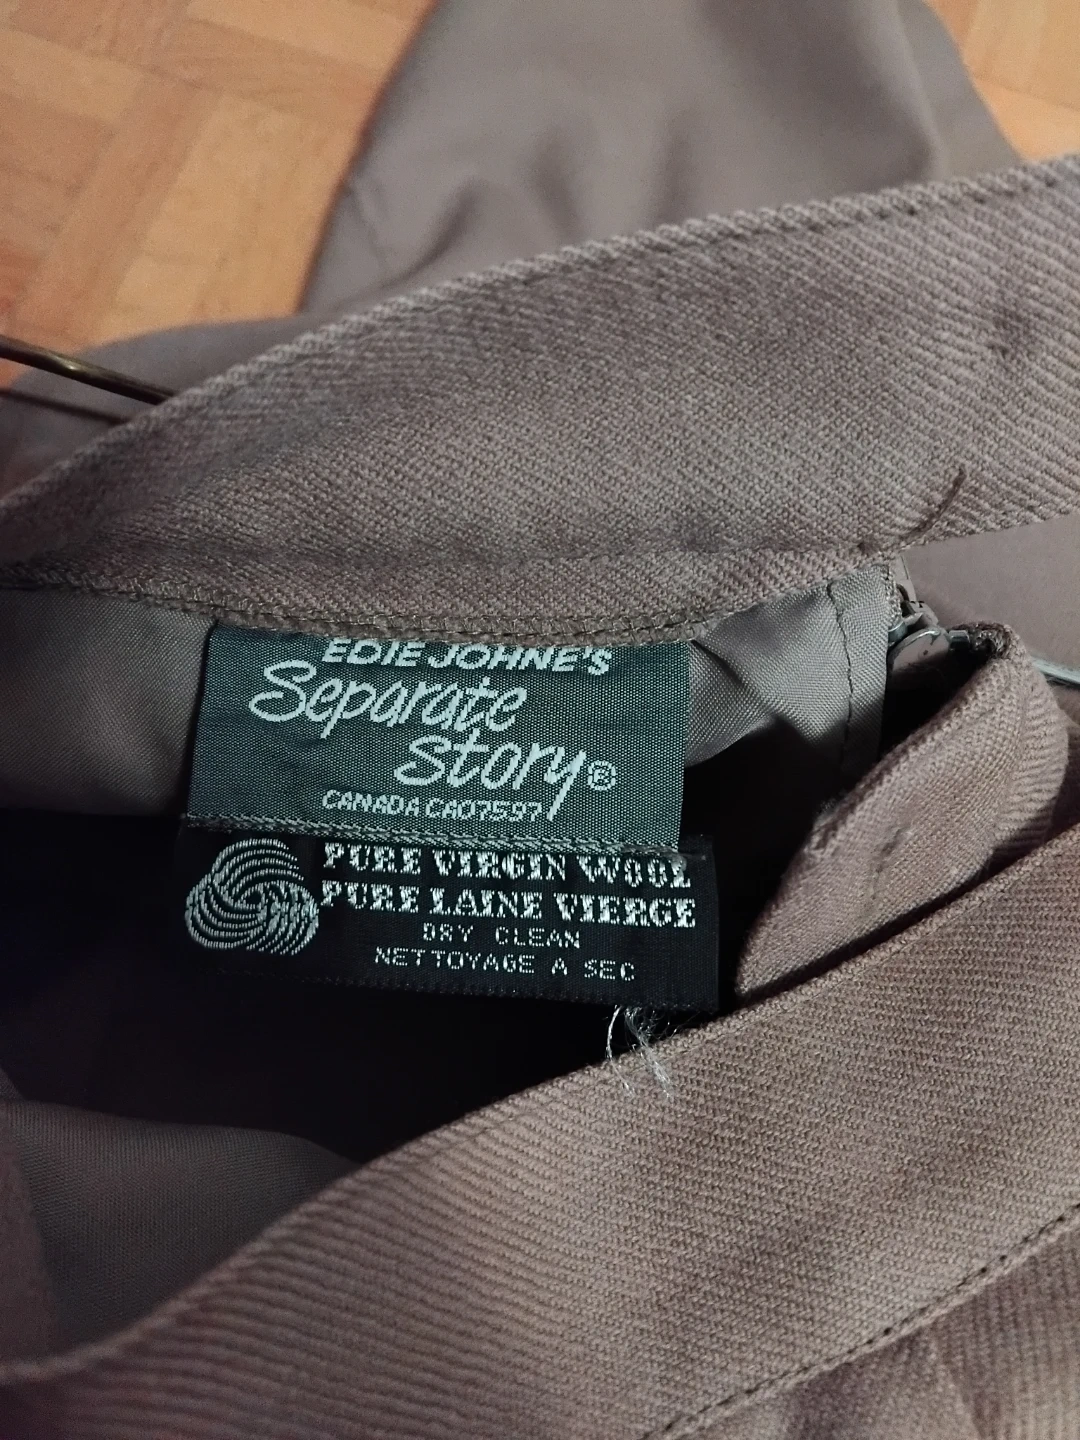 EDIE JOHNE'S
Separate
Story®
CANADA CA07597
PURE VIRGIN WOOL
PURE LAINE VIERGE
DRY CLEAN
NETTOYAGE A SEC